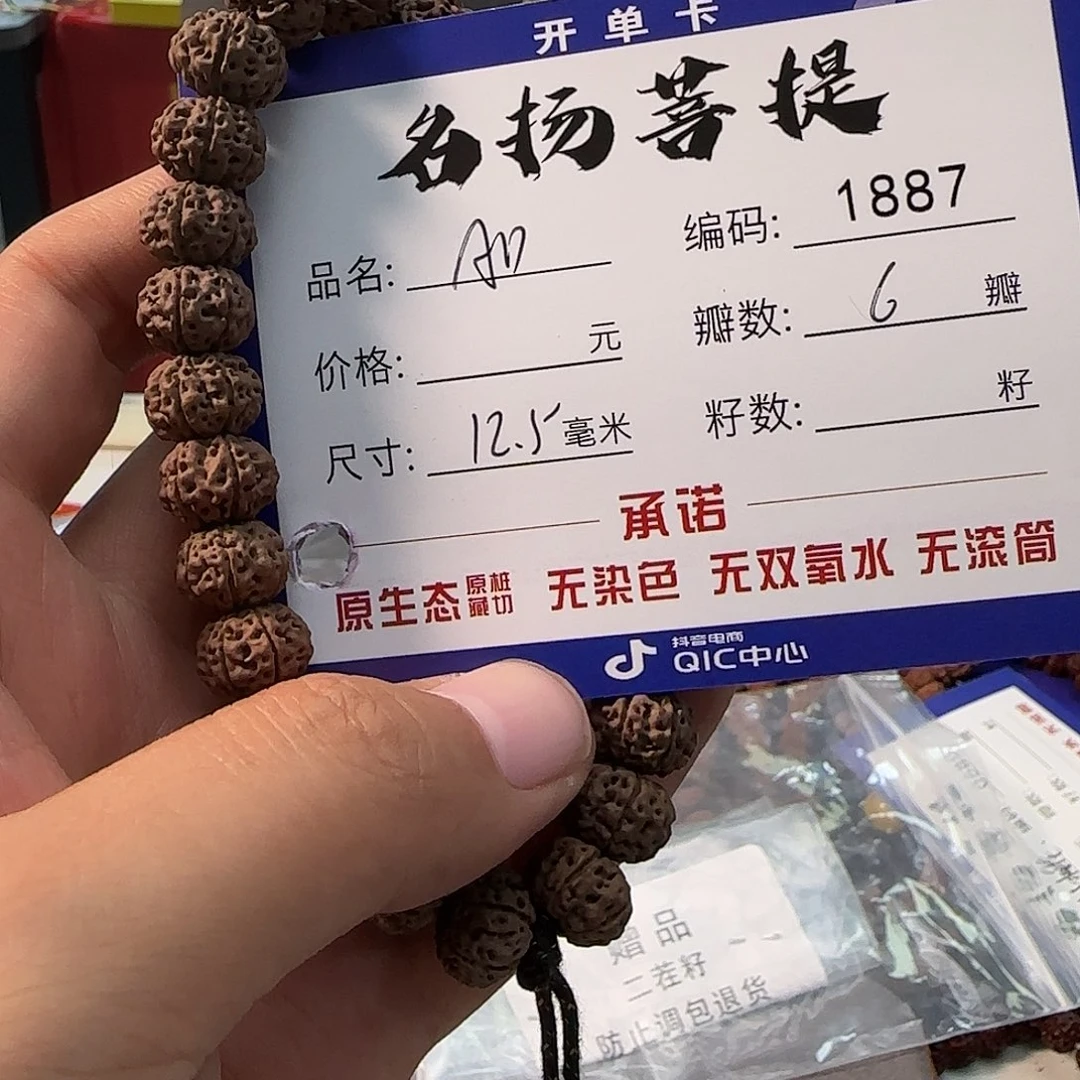 开单卡
名扬菩提
品名: A11 编码: 1887
价格: 元 瓣数: 6 瓣
尺寸: 12.5 毫米 籽数: 籽
承诺
原生态 原桩藏切 无染色 无双氧水 无滚筒
抖音电商
QIC中心
赠品
二茬籽
防止调包退货